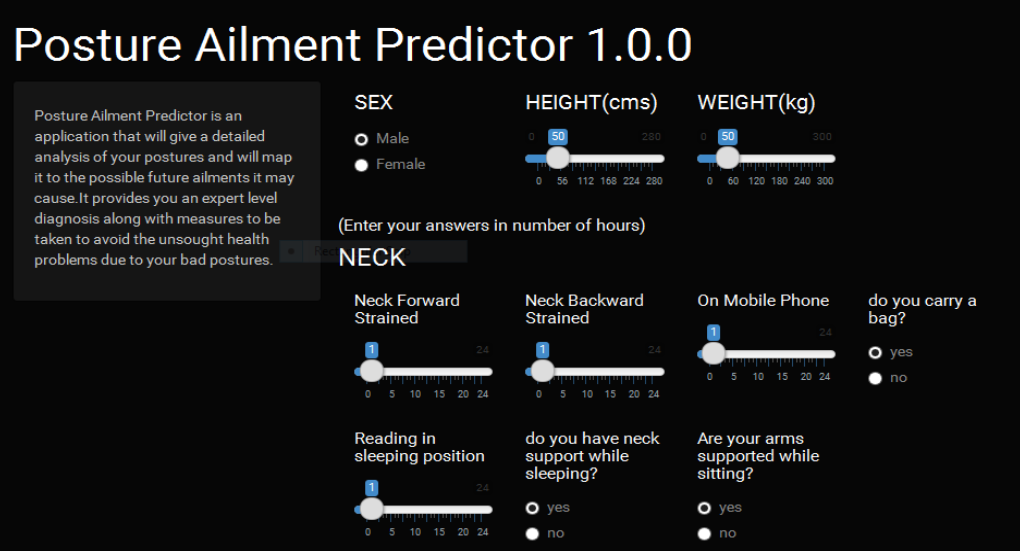 Posture Ailment Predictor 1.0.0
Posture Ailment Predictor is an
application that will give a detailed
analysis of your postures and will map
it to the possible future ailments it may
cause.It provides you an expert level
diagnosis along with measures to be
taken to avoid the unsought health
problems due to your bad postures.
SEX
Male
Female
HEIGHT(cms)
0 50 280
0 56 112 168 224 280
WEIGHT(kg)
0 50 300
0 60 120 180 240 300
(Enter your answers in number of hours)
NECK
Neck Forward
Strained
1 24
0 5 10 15 20 24
Neck Backward
Strained
1 24
0 5 10 15 20 24
On Mobile Phone
1 24
0 5 10 15 20 24
do you carry a
bag?
yes
no
Reading in
sleeping position
1 24
0 5 10 15 20 24
do you have neck
support while
sleeping?
yes
no
Are your arms
supported while
sitting?
yes
no